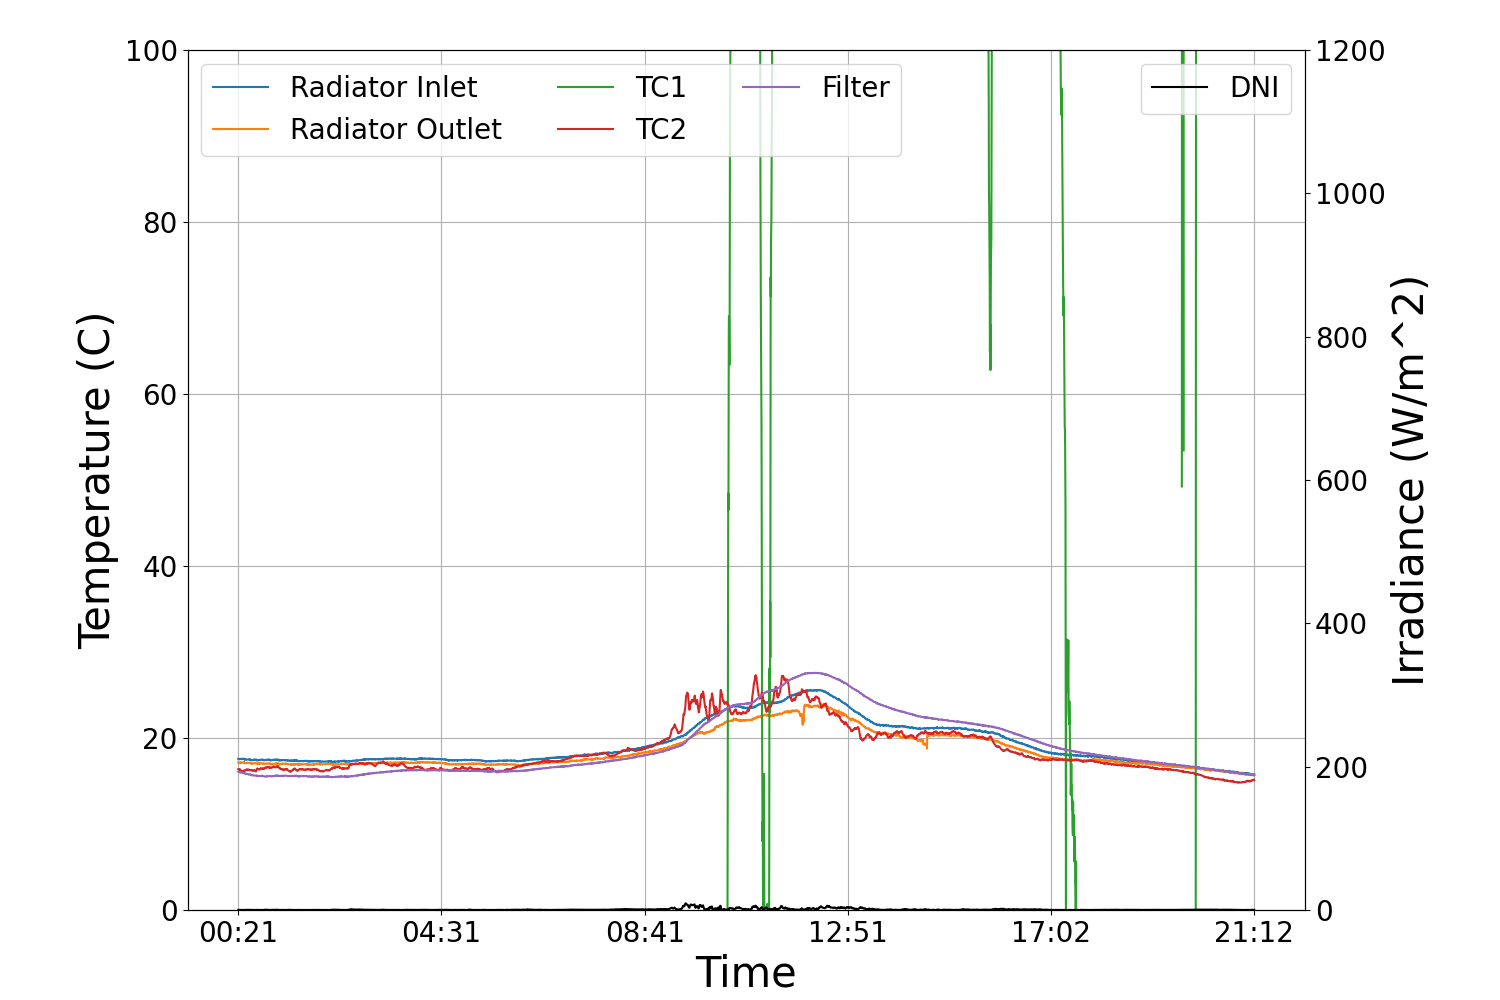 100
80
60
40
20
0
Temperature (C)
Radiator Inlet
Radiator Outlet
TC1
TC2
Filter
DNI
1200
1000
800
600
400
200
0
Irradiance (W/m^2)
00:21 04:31 08:41 12:51 17:02 21:12
Time